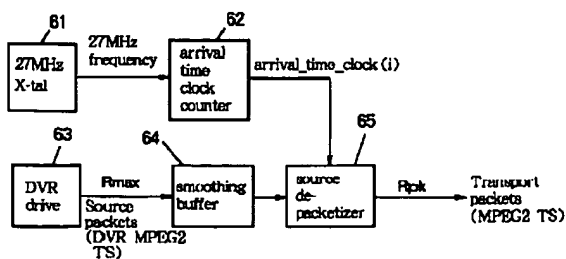 61
27MHz
X-tal
27MHz
frequency
62
arrival
time
clock
counter
arrival_time_clock (i)
63
DVR
drive
Rmax
Source
packets
(DVR MPEG2
TS)
64
smoothing
buffer
65
source
de-
packetizer
Rpk
Transport
packets
(MPEG2 TS)